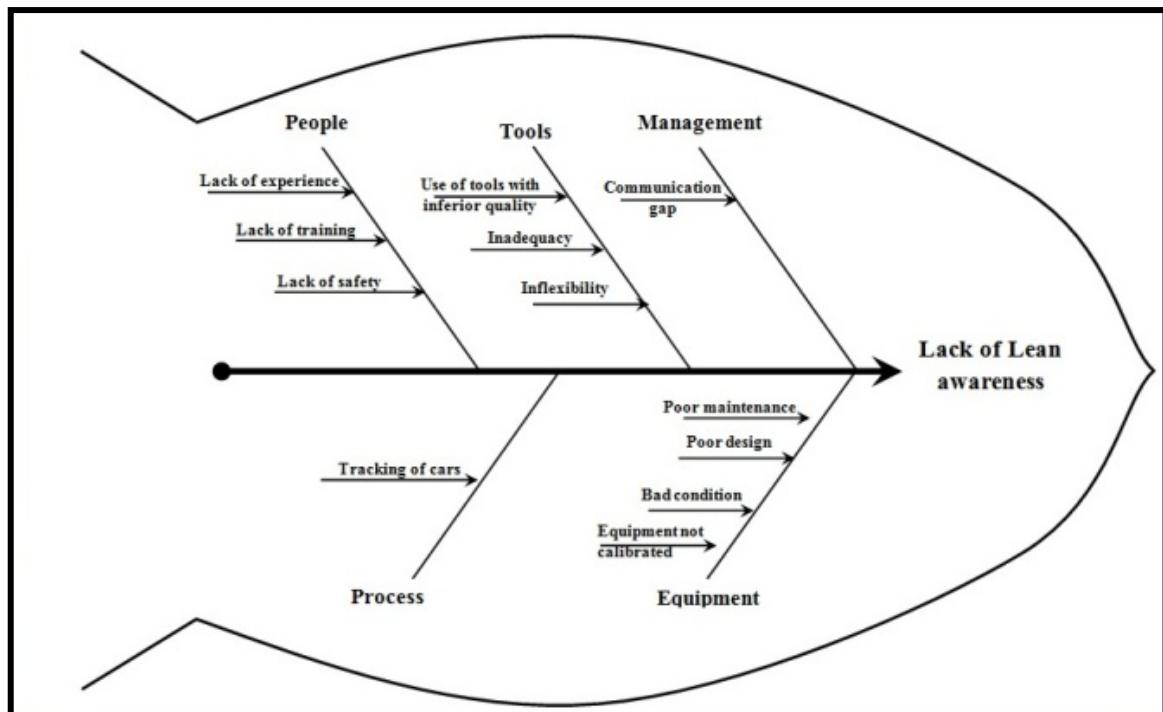 People
Tools
Management
Lack of experience
Lack of training
Lack of safety
Use of tools with
inferior quality
Inadequacy
Inflexibility
Communication
gap
Lack of Lean
awareness
Tracking of cars
Process
Poor maintenance
Poor design
Bad condition
Equipment not
calibrated
Equipment